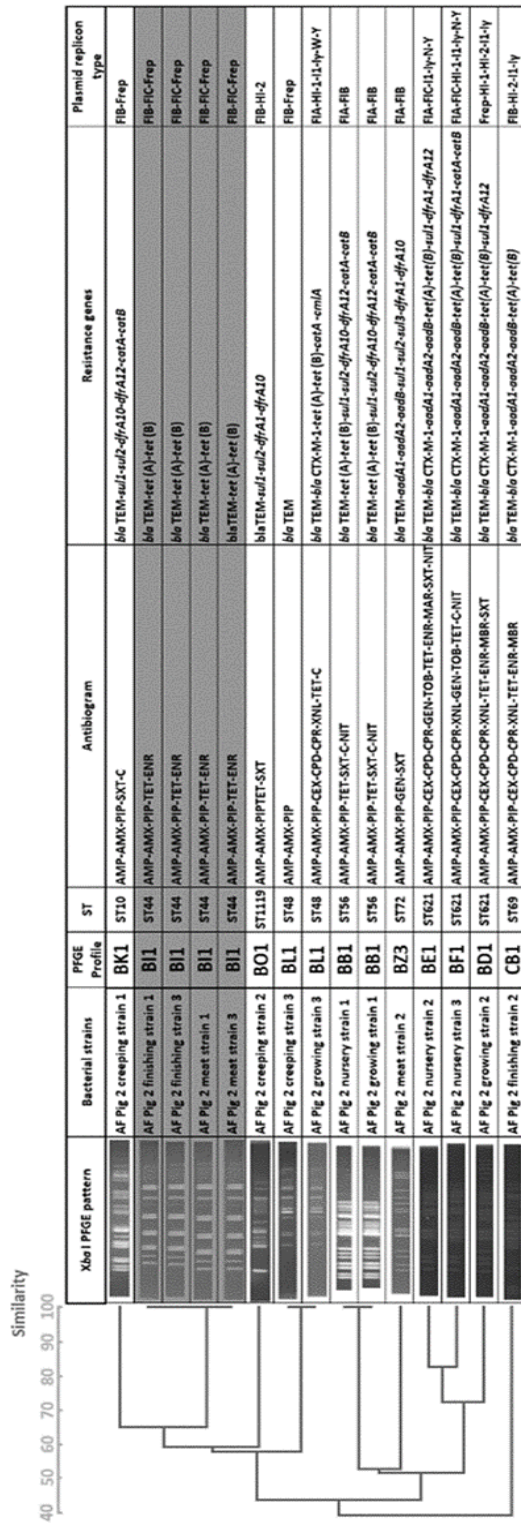 Similarity
40 50 60 70 80 90 100
XbaI PFGE pattern Bacterial strains PFGE Profile ST Antibiogram Resistance genes Plasmid replicon type
AF Pig 2 creeping strain 1 BK1 ST10 AMP-AMX-PIP-SXT-C bla TEM-sul1-sul2-dfrA10-dfrA12-catA-catB FIB-Frep
AF Pig 2 finishing strain 1 BI1 ST44 AMP-AMX-PIP-TET-ENR bla TEM-tet (A)-tet (B) FIB-FIC-Frep
AF Pig 2 finishing strain 3 BI1 ST44 AMP-AMX-PIP-TET-ENR bla TEM-tet (A)-tet (B) FIB-FIC-Frep
AF Pig 2 meat strain 1 BI1 ST44 AMP-AMX-PIP-TET-ENR bla TEM-tet (A)-tet (B) FIB-FIC-Frep
AF Pig 2 meat strain 3 BI1 ST44 AMP-AMX-PIP-TET-ENR blaTEM-tet (A)-tet (B) FIB-FIC-Frep
AF Pig 2 creeping strain 2 BO1 ST1119 AMP-AMX-PIPTET-SXT blaTEM-sul1-sul2-dfrA1-dfrA10 FIB-HI-2
AF Pig 2 creeping strain 3 BL1 ST48 AMP-AMX-PIP bla TEM FIB-Frep
AF Pig 2 growing strain 3 BL1 ST48 AMP-AMX-PIP-CEX-CPD-CPR-XNL-TET-C bla TEM-bla CTX-M-1-tet (A)-tet (B)-catA -cmlA FIA-HI-1-I1-ly-W-Y
AF Pig 2 nursery strain 1 BB1 ST56 AMP-AMX-PIP-TET-SXT-C-NIT bla TEM-tet (A)-tet (B)-sul1-sul2-dfrA10-dfrA12-catA-catB FIA-FIB
AF Pig 2 growing strain 1 BB1 ST56 AMP-AMX-PIP-TET-SXT-C-NIT bla TEM-tet (A)-tet (B)-sul1-sul2-dfrA10-dfrA12-catA-catB FIA-FIB
AF Pig 2 meat strain 2 BZ3 ST72 AMP-AMX-PIP-GEN-SXT bla TEM-aadA1-aadA2-aadB-sul1-sul2-sul3-dfrA1-dfrA10 FIA-FIB
AF Pig 2 nursery strain 2 BE1 ST621 AMP-AMX-PIP-CEX-CPD-CPR-GEN-TOB-TET-ENR-MAR-SXT-NIT bla TEM-bla CTX-M-1-aadA1-aadA2-aadB-tet(A)-tet(B)-sul1-dfrA1-dfrA12 FIA-FIC-I1-ly-N-Y
AF Pig 2 nursery strain 3 BF1 ST621 AMP-AMX-PIP-CEX-CPD-CPR-XNL-GEN-TOB-TET-C-NIT bla CTX-M-1-aadA1-aadA2-aadB-tet(A)-tet(B)-sul1-dfrA1-catA-catB FIA-FIC-HI-1-I1-ly-N-Y
AF Pig 2 growing strain 2 BD1 ST621 AMP-AMX-PIP-CEX-CPD-CPR-XNL-TET-ENR-MBR-SXT bla CTX-M-1-aadA1-aadA2-aadB-tet(A)-tet(B)-sul1-dfrA12 Frep-HI-1-HI-2-I1-ly
AF Pig 2 finishing strain 2 CB1 ST69 AMP-AMX-PIP-CEX-CPD-CPR-XNL-TET-ENR-MBR bla CTX-M-1-aadA1-aadA2-aadB-tet(A)-tet(B) FIB-HI-2-I1-ly